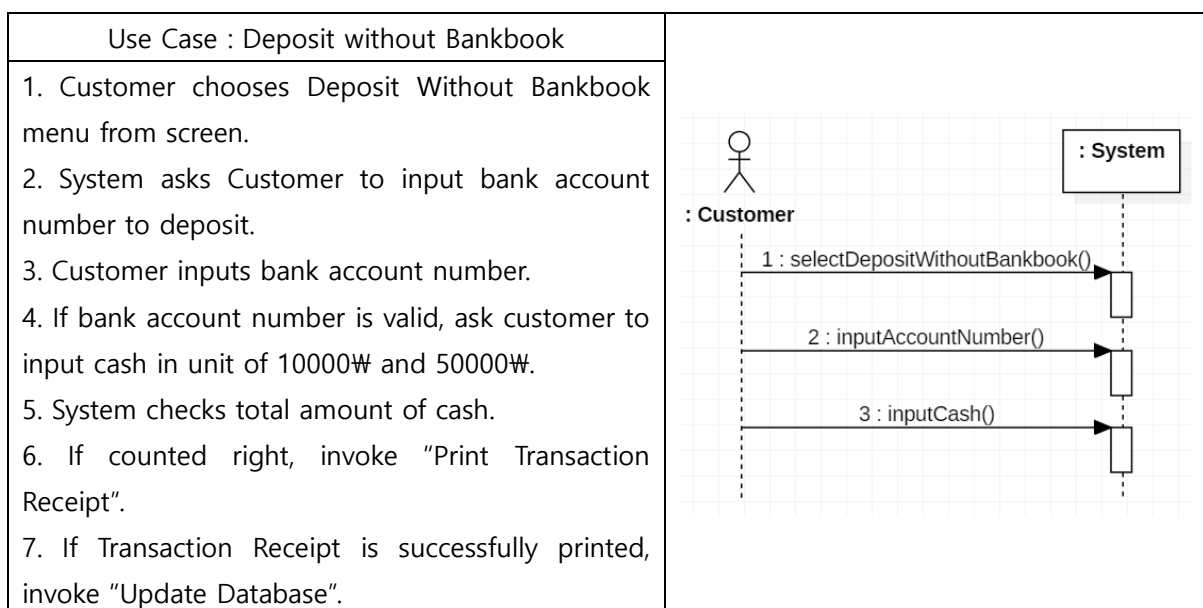 Use Case : Deposit without Bankbook
1. Customer chooses Deposit Without Bankbook
menu from screen.
2. System asks Customer to input bank account
number to deposit.
3. Customer inputs bank account number.
4. If bank account number is valid, ask customer to
input cash in unit of 10000₩ and 50000₩.
5. System checks total amount of cash.
6. If counted right, invoke “Print Transaction
Receipt”.
7. If Transaction Receipt is successfully printed,
invoke “Update Database”.
: System
: Customer
1 : selectDepositWithoutBankbook()
2 : inputAccountNumber()
3 : inputCash()